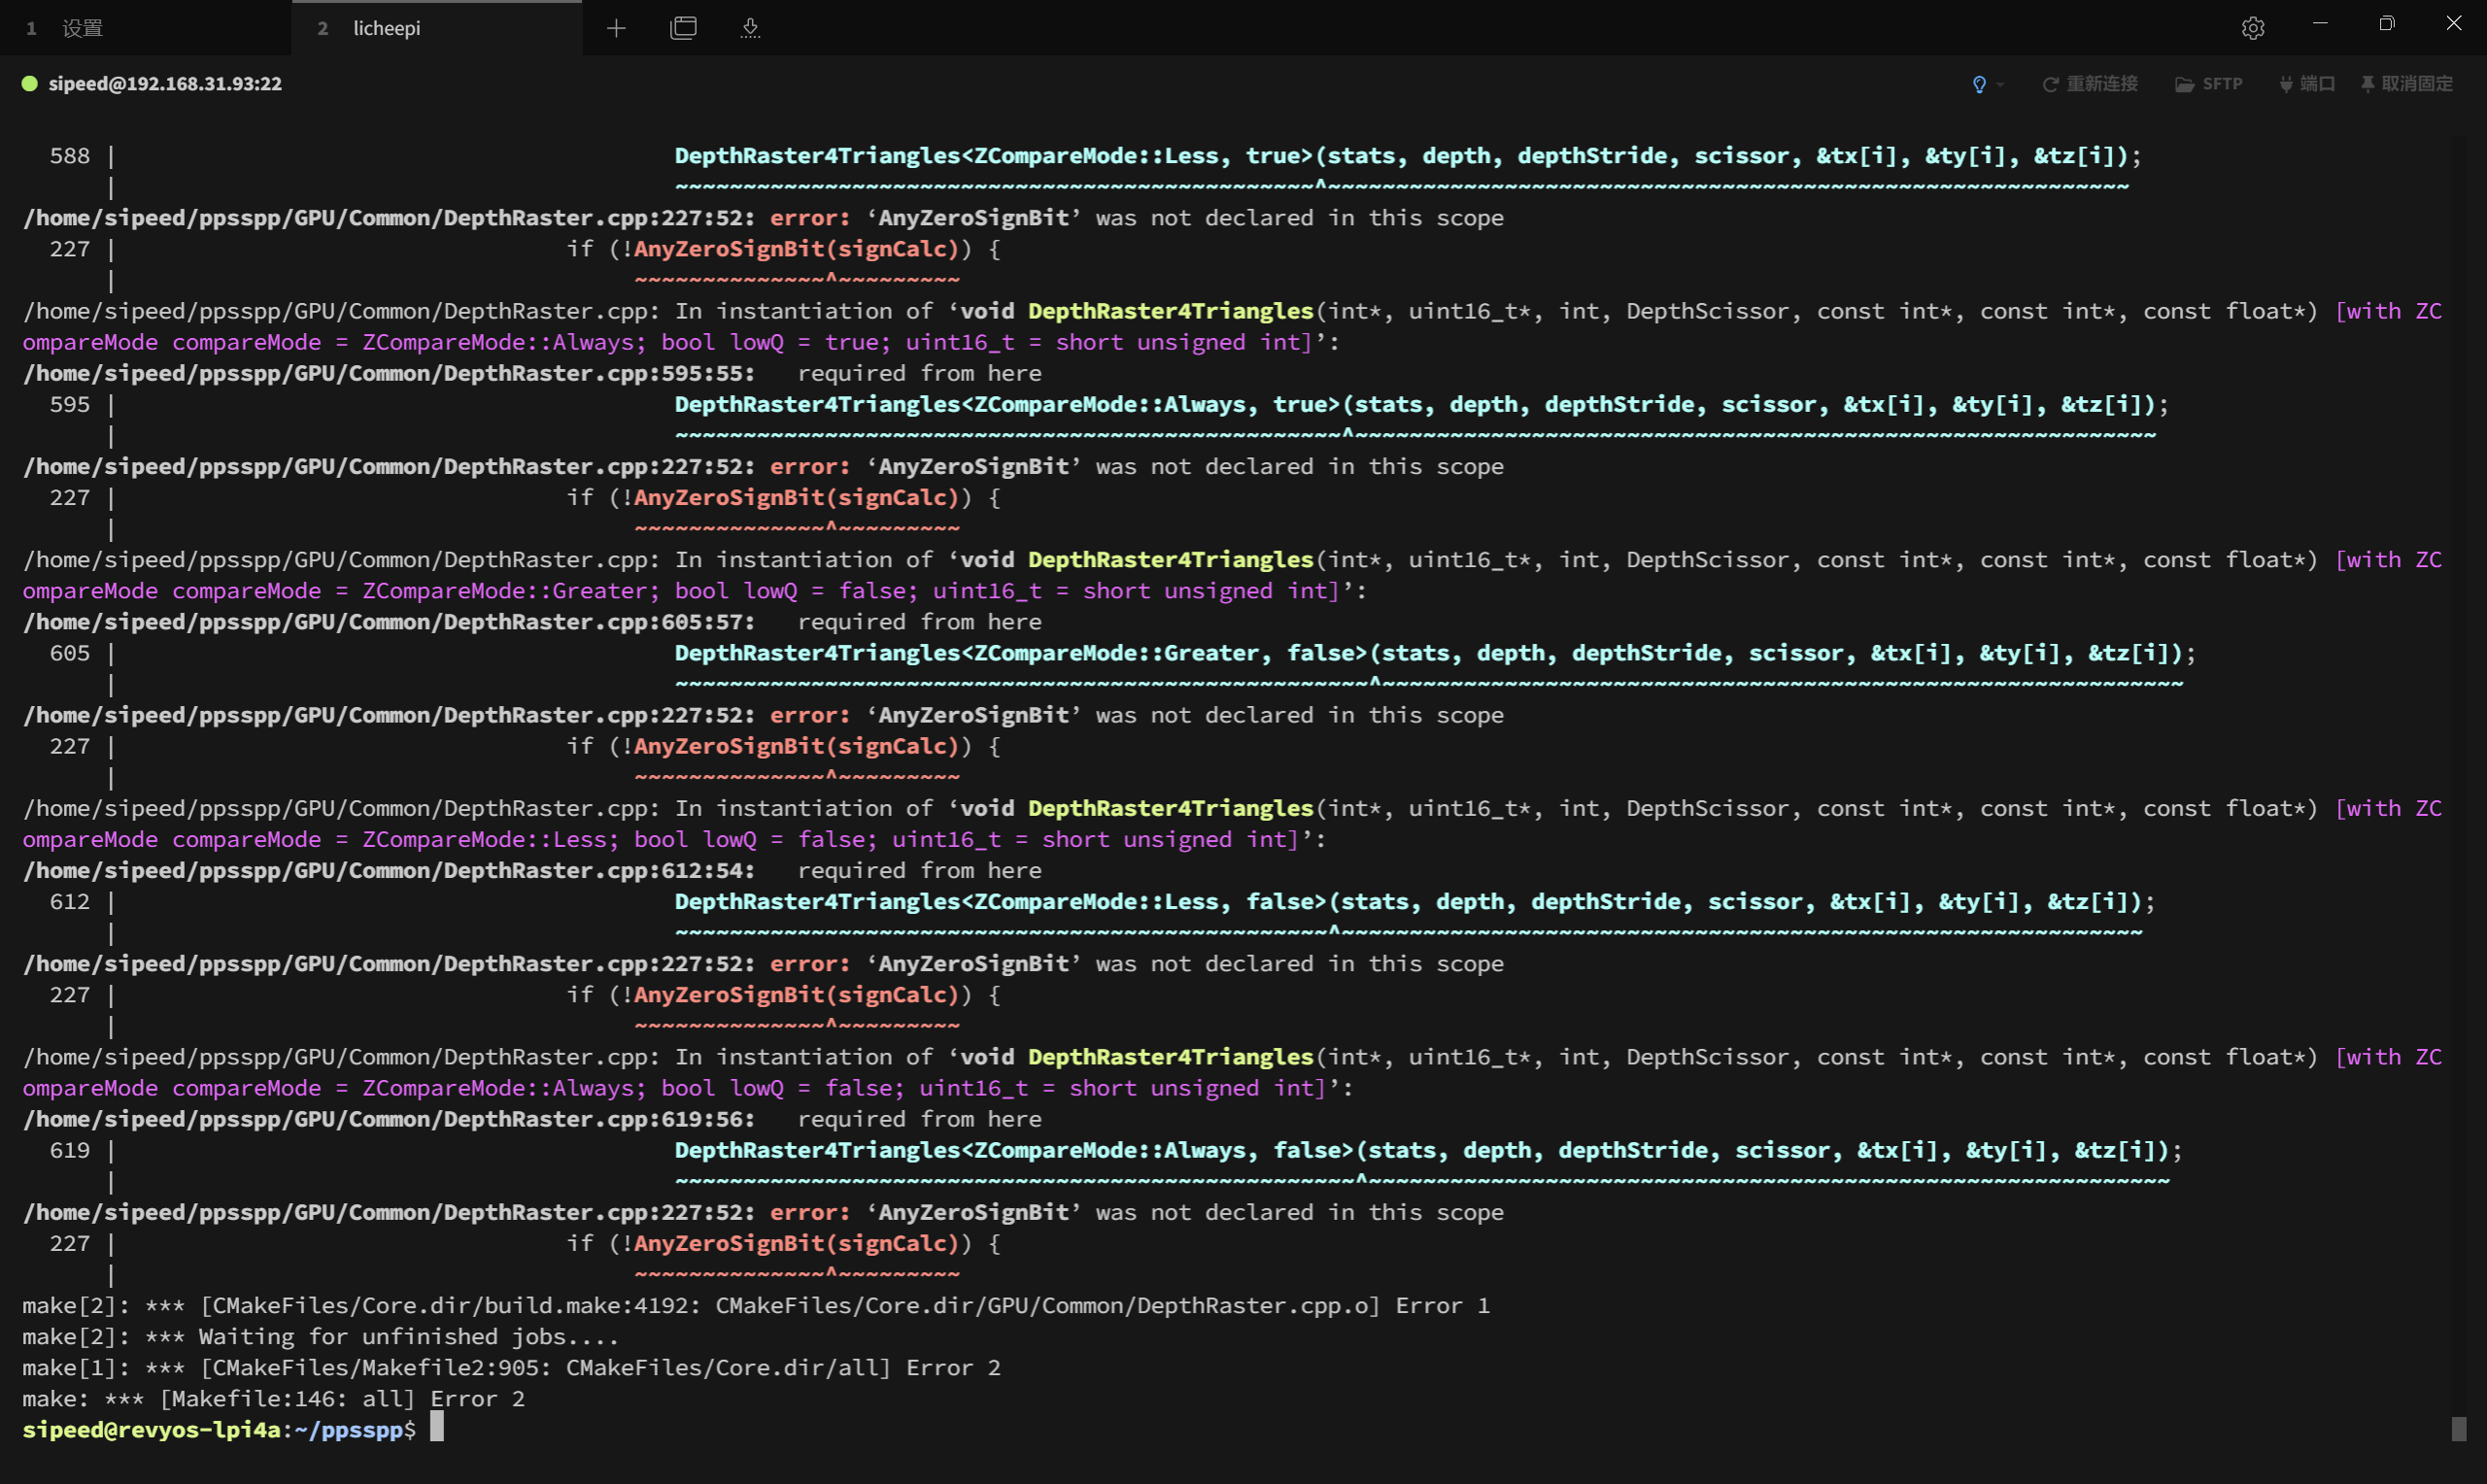 1 设置 2 licheepi
sipeed@192.168.31.93:22 重新连接 SFTP 端口 取消固定
588 | DepthRaster4Triangles<ZCompareMode::Less, true>(stats, depth, depthStride, scissor, &tx[i], &ty[i], &tz[i]);
| ~~~~~~~~~~~~~~~~~~~~~~~~~~~~~~~~~~~~~~~~~~~~~~~^~~~~~~~~~~~~~~~~~~~~~~~~~~~~~~~~~~~~~~~~~~~~~~~~~~~~~~~~~~~
/home/sipeed/ppsspp/GPU/Common/DepthRaster.cpp:227:52: error: ‘AnyZeroSignBit’ was not declared in this scope
227 | if (!AnyZeroSignBit(signCalc)) {
| ~~~~~~~~~~~~~~^~~~~~~~~~
/home/sipeed/ppsspp/GPU/Common/DepthRaster.cpp: In instantiation of ‘void DepthRaster4Triangles(int*, uint16_t*, int, DepthScissor, const int*, const int*, const float*) [with ZC
ompareMode compareMode = ZCompareMode::Always; bool lowQ = true; uint16_t = short unsigned int]’:
/home/sipeed/ppsspp/GPU/Common/DepthRaster.cpp:595:55: required from here
595 | DepthRaster4Triangles<ZCompareMode::Always, true>(stats, depth, depthStride, scissor, &tx[i], &ty[i], &tz[i]);
| ~~~~~~~~~~~~~~~~~~~~~~~~~~~~~~~~~~~~~~~~~~~~~~~~~^~~~~~~~~~~~~~~~~~~~~~~~~~~~~~~~~~~~~~~~~~~~~~~~~~~~~~~~~~~~
/home/sipeed/ppsspp/GPU/Common/DepthRaster.cpp:227:52: error: ‘AnyZeroSignBit’ was not declared in this scope
227 | if (!AnyZeroSignBit(signCalc)) {
| ~~~~~~~~~~~~~~^~~~~~~~~~
/home/sipeed/ppsspp/GPU/Common/DepthRaster.cpp: In instantiation of ‘void DepthRaster4Triangles(int*, uint16_t*, int, DepthScissor, const int*, const int*, const float*) [with ZC
ompareMode compareMode = ZCompareMode::Greater; bool lowQ = false; uint16_t = short unsigned int]’:
/home/sipeed/ppsspp/GPU/Common/DepthRaster.cpp:605:57: required from here
605 | DepthRaster4Triangles<ZCompareMode::Greater, false>(stats, depth, depthStride, scissor, &tx[i], &ty[i], &tz[i]);
| ~~~~~~~~~~~~~~~~~~~~~~~~~~~~~~~~~~~~~~~~~~~~~~~~~~~^~~~~~~~~~~~~~~~~~~~~~~~~~~~~~~~~~~~~~~~~~~~~~~~~~~~~~~~~~~~
/home/sipeed/ppsspp/GPU/Common/DepthRaster.cpp:227:52: error: ‘AnyZeroSignBit’ was not declared in this scope
227 | if (!AnyZeroSignBit(signCalc)) {
| ~~~~~~~~~~~~~~^~~~~~~~~~
/home/sipeed/ppsspp/GPU/Common/DepthRaster.cpp: In instantiation of ‘void DepthRaster4Triangles(int*, uint16_t*, int, DepthScissor, const int*, const int*, const float*) [with ZC
ompareMode compareMode = ZCompareMode::Less; bool lowQ = false; uint16_t = short unsigned int]’:
/home/sipeed/ppsspp/GPU/Common/DepthRaster.cpp:612:54: required from here
612 | DepthRaster4Triangles<ZCompareMode::Less, false>(stats, depth, depthStride, scissor, &tx[i], &ty[i], &tz[i]);
| ~~~~~~~~~~~~~~~~~~~~~~~~~~~~~~~~~~~~~~~~~~~~~~~~^~~~~~~~~~~~~~~~~~~~~~~~~~~~~~~~~~~~~~~~~~~~~~~~~~~~~~~~~~~~
/home/sipeed/ppsspp/GPU/Common/DepthRaster.cpp:227:52: error: ‘AnyZeroSignBit’ was not declared in this scope
227 | if (!AnyZeroSignBit(signCalc)) {
| ~~~~~~~~~~~~~~^~~~~~~~~~
/home/sipeed/ppsspp/GPU/Common/DepthRaster.cpp: In instantiation of ‘void DepthRaster4Triangles(int*, uint16_t*, int, DepthScissor, const int*, const int*, const float*) [with ZC
ompareMode compareMode = ZCompareMode::Always; bool lowQ = false; uint16_t = short unsigned int]’:
/home/sipeed/ppsspp/GPU/Common/DepthRaster.cpp:619:56: required from here
619 | DepthRaster4Triangles<ZCompareMode::Always, false>(stats, depth, depthStride, scissor, &tx[i], &ty[i], &tz[i]);
| ~~~~~~~~~~~~~~~~~~~~~~~~~~~~~~~~~~~~~~~~~~~~~~~~~~^~~~~~~~~~~~~~~~~~~~~~~~~~~~~~~~~~~~~~~~~~~~~~~~~~~~~~~~~~~~
/home/sipeed/ppsspp/GPU/Common/DepthRaster.cpp:227:52: error: ‘AnyZeroSignBit’ was not declared in this scope
227 | if (!AnyZeroSignBit(signCalc)) {
| ~~~~~~~~~~~~~~^~~~~~~~~~
make[2]: *** [CMakeFiles/Core.dir/build.make:4192: CMakeFiles/Core.dir/GPU/Common/DepthRaster.cpp.o] Error 1
make[2]: *** Waiting for unfinished jobs....
make[1]: *** [CMakeFiles/Makefile2:905: CMakeFiles/Core.dir/all] Error 2
make: *** [Makefile:146: all] Error 2
sipeed@revyos-lpi4a:~/ppsspp$